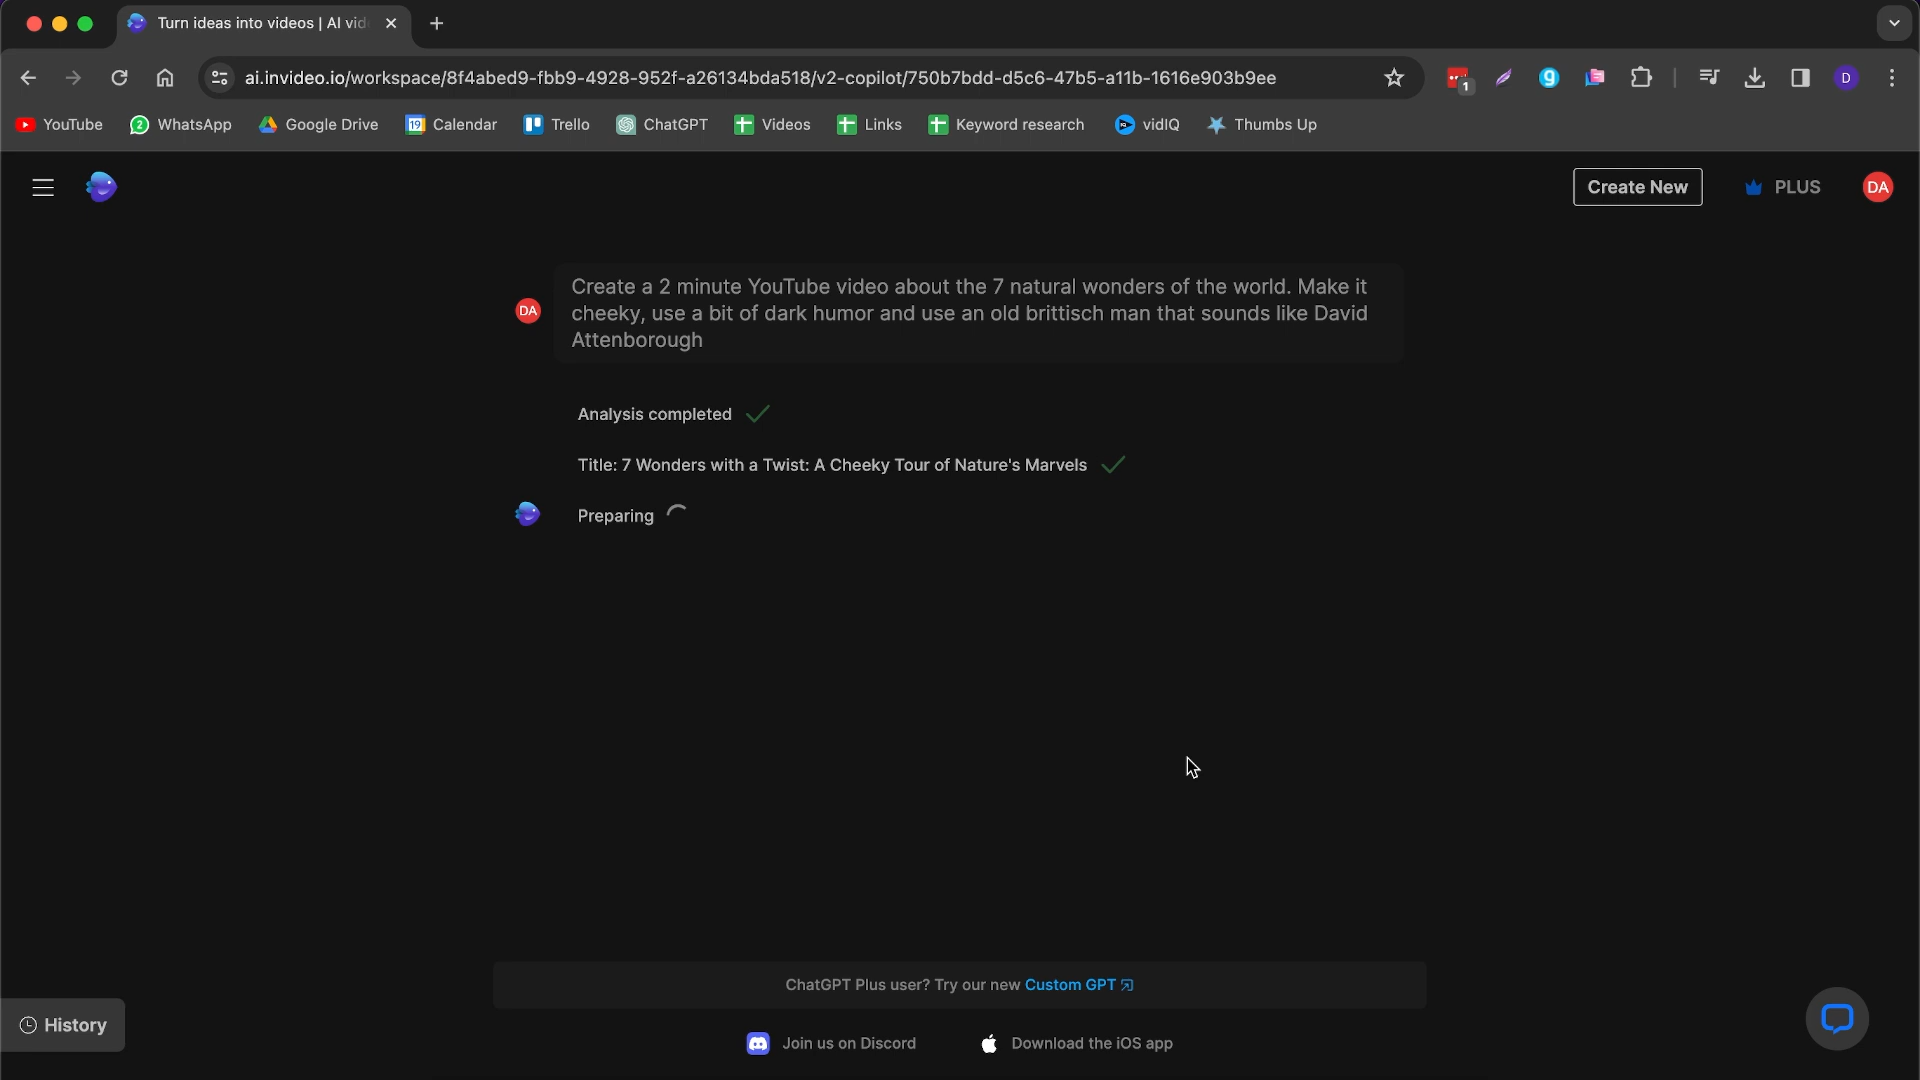 Turn ideas into videos | AI vid
ai.invideo.io/workspace/8f4abed9-fbb9-4928-952f-a26134bda518/v2-copilot/750b7bdd-d5c6-47b5-a11b-1616e903b9ee
1
D
YouTube
2 WhatsApp
Google Drive
19 Calendar
Trello
ChatGPT
Videos
Links
Keyword research
vidIQ
Thumbs Up
Create New
PLUS
DA
DA
Create a 2 minute YouTube video about the 7 natural wonders of the world. Make it
cheeky, use a bit of dark humor and use an old brittisch man that sounds like David
Attenborough
Analysis completed
Title: 7 Wonders with a Twist: A Cheeky Tour of Nature's Marvels
Preparing
ChatGPT Plus user? Try our new Custom GPT
History
Join us on Discord
Download the iOS app